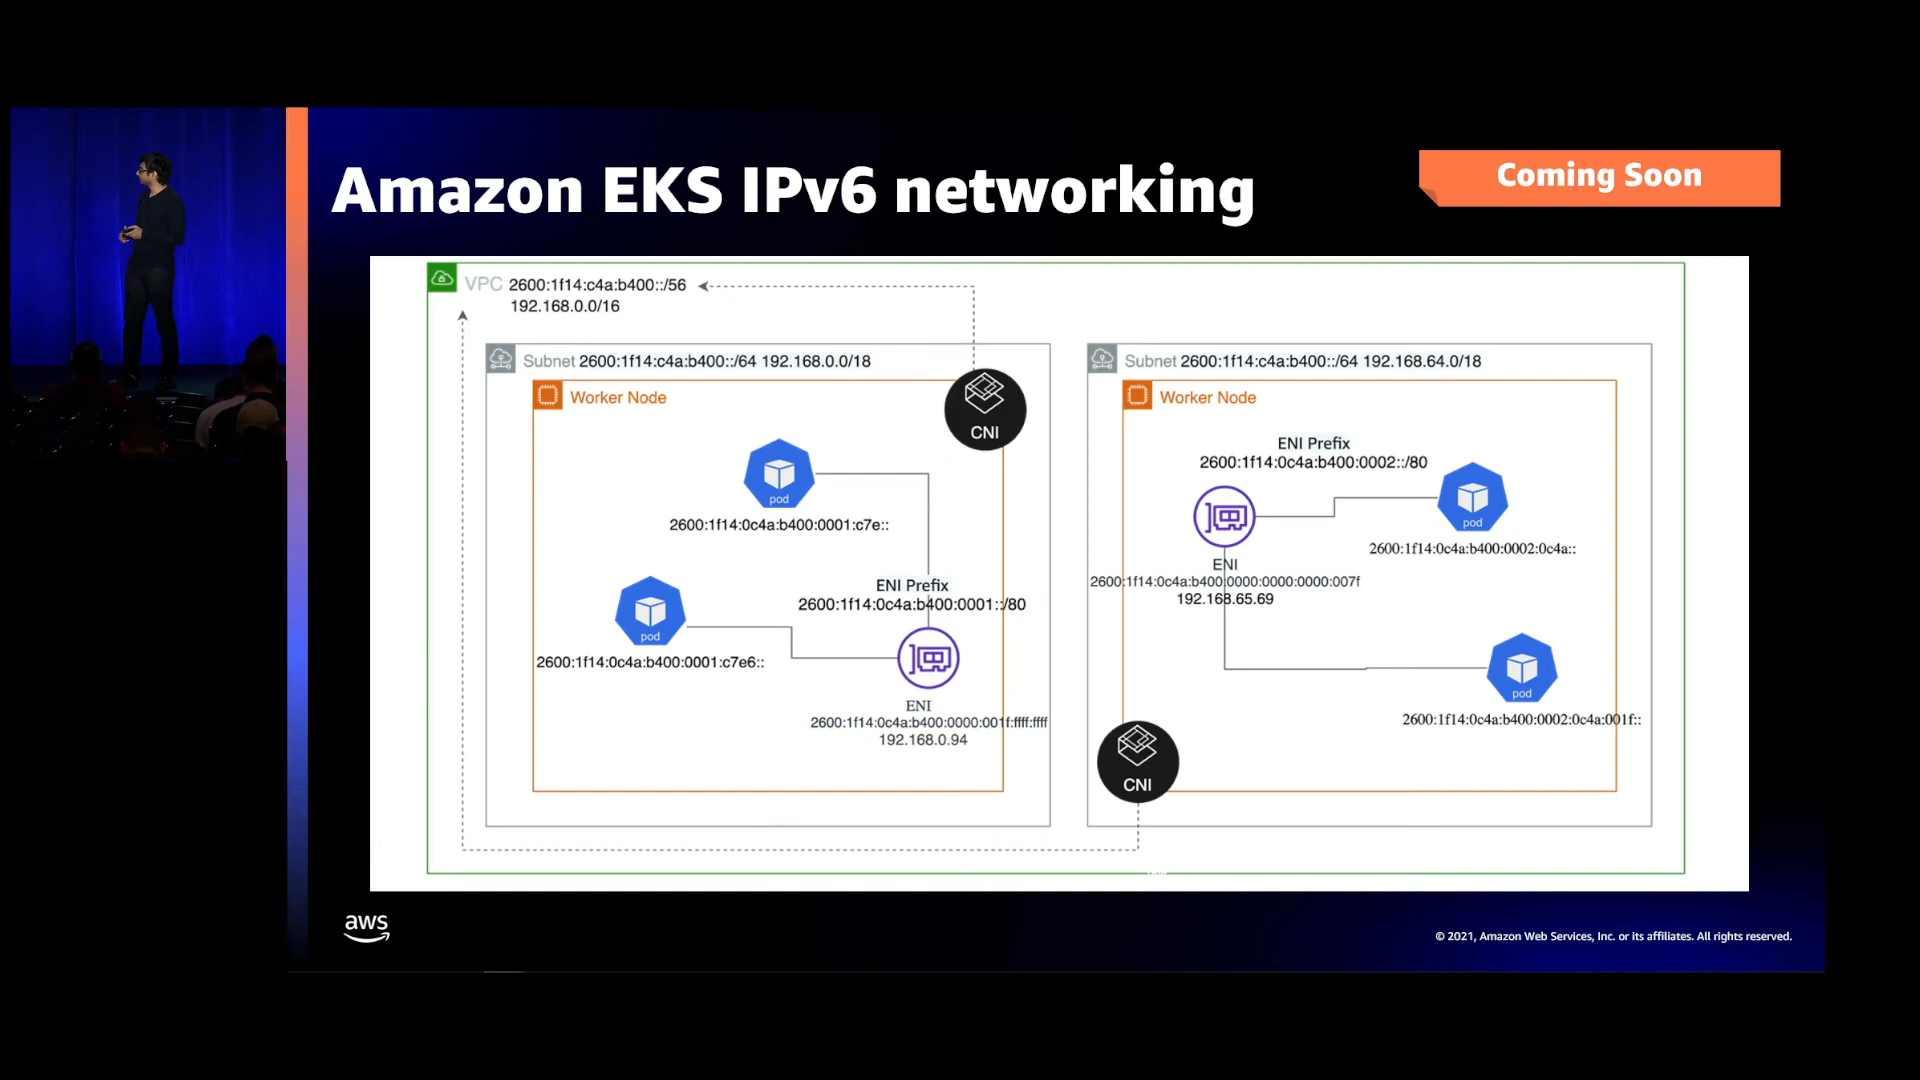 Amazon EKS IPv6 networking
Coming Soon
VPC 2600:1f14:c4a:b400::/56
192.168.0.0/16
Subnet 2600:1f14:c4a:b400::/64 192.168.0.0/18
Worker Node
CNI
pod
2600:1f14:0c4a:b400:0001:c7e::
ENI Prefix
2600:1f14:0c4a:b400:0001::/80
pod
2600:1f14:0c4a:b400:0001:c7e6::
ENI
2600:1f14:0c4a:b400:0000:001f:ffff:ffff
192.168.0.94
Subnet 2600:1f14:c4a:b400::/64 192.168.64.0/18
Worker Node
ENI Prefix
2600:1f14:0c4a:b400:0002::/80
pod
2600:1f14:0c4a:b400:0002:0c4a::
ENI
2600:1f14:0c4a:b400:0000:0000:0000:007f
192.168.65.69
pod
2600:1f14:0c4a:b400:0002:0c4a:001f::
CNI
aws
© 2021, Amazon Web Services, Inc. or its affiliates. All rights reserved.